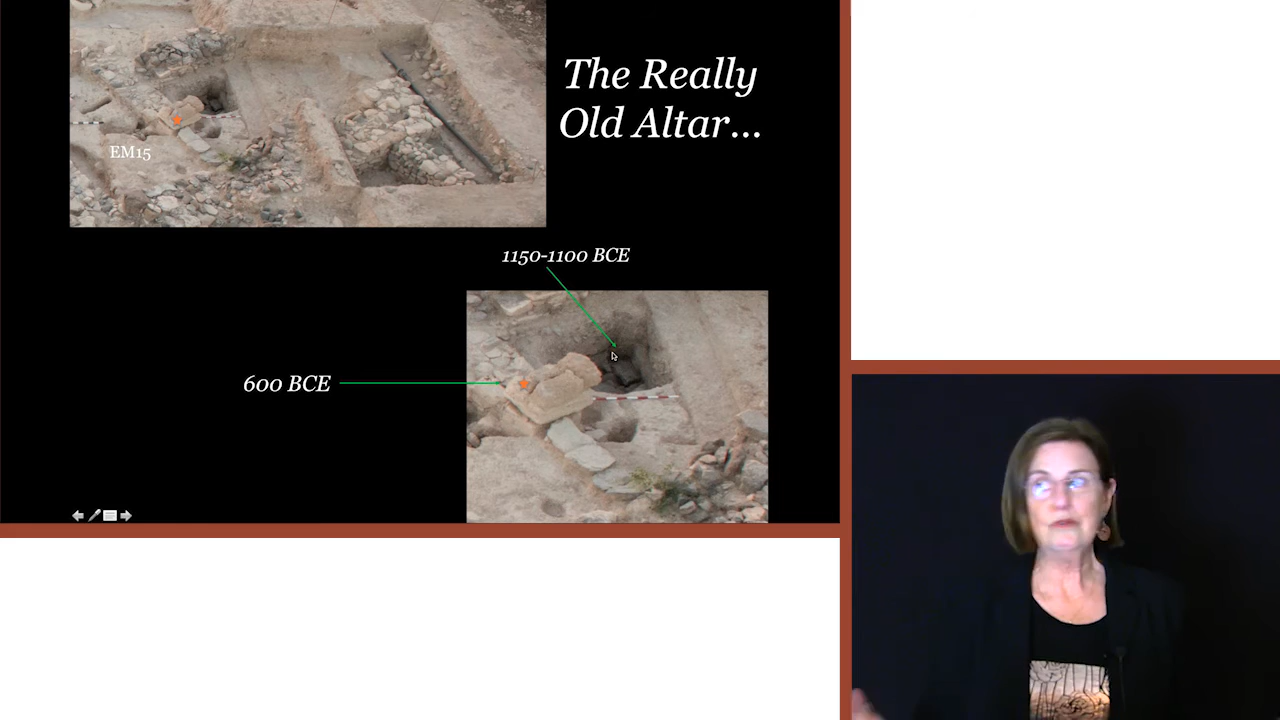 The Really
Old Altar...
EM15
1150-1100 BCE
600 BCE